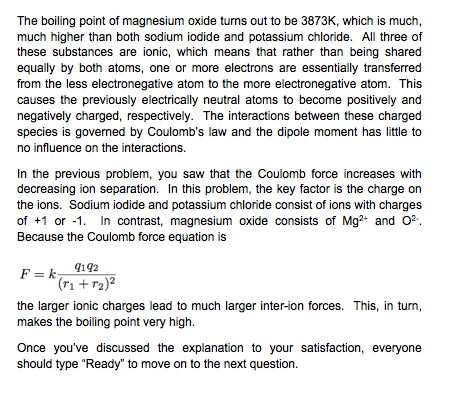 The boiling point of magnesium oxide turns out to be 3873K, which is much,
much higher than both sodium iodide and potassium chloride. All three of
these substances are ionic, which means that rather than being shared
equally by both atoms, one or more electrons are essentially transferred
from the less electronegative atom to the more electronegative atom. This
causes the previously electrically neutral atoms to become positively and
negatively charged, respectively. The interactions between these charged
species is governed by Coulomb's law and the dipole moment has little to
no influence on the interactions.
In the previous problem, you saw that the Coulomb force increases with
decreasing ion separation. In this problem, the key factor is the charge on
the ions. Sodium iodide and potassium chloride consist of ions with charges
of +1 or -1. In contrast, magnesium oxide consists of Mg²⁺ and O²⁻.
Because the Coulomb force equation is
F = k q₁q₂/(r₁ + r₂)²
the larger ionic charges lead to much larger inter-ion forces. This, in turn,
makes the boiling point very high.
Once you've discussed the explanation to your satisfaction, everyone
should type "Ready" to move on to the next question.